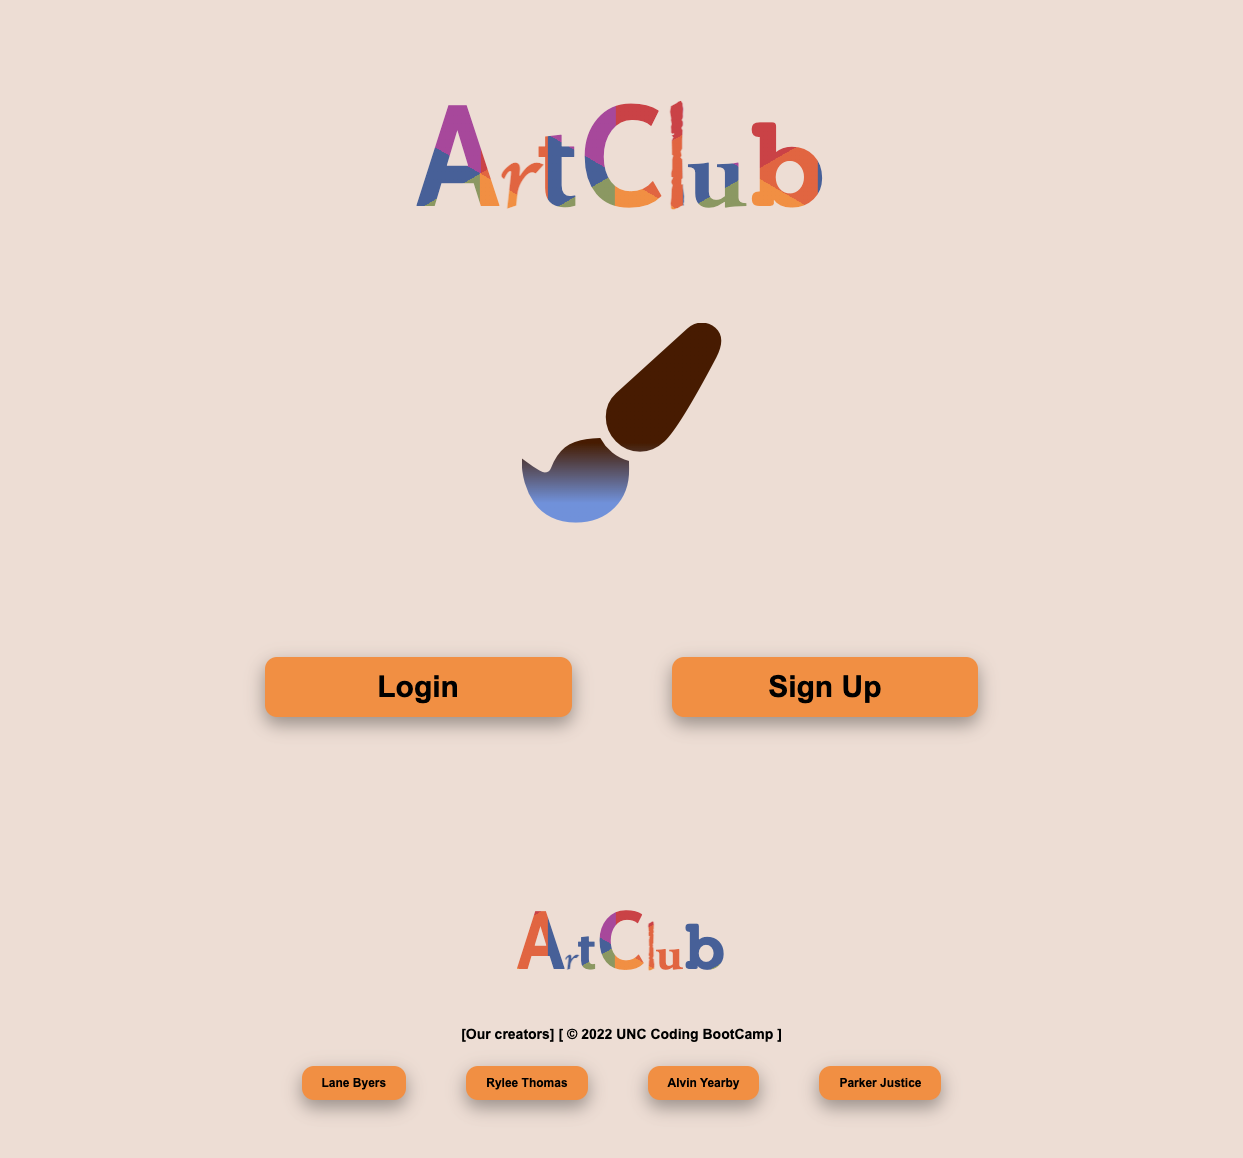 ArtClub
Login
Sign Up
ArtClub
[Our creators] [ © 2022 UNC Coding BootCamp ]
Lane Byers
Rylee Thomas
Alvin Yearby
Parker Justice